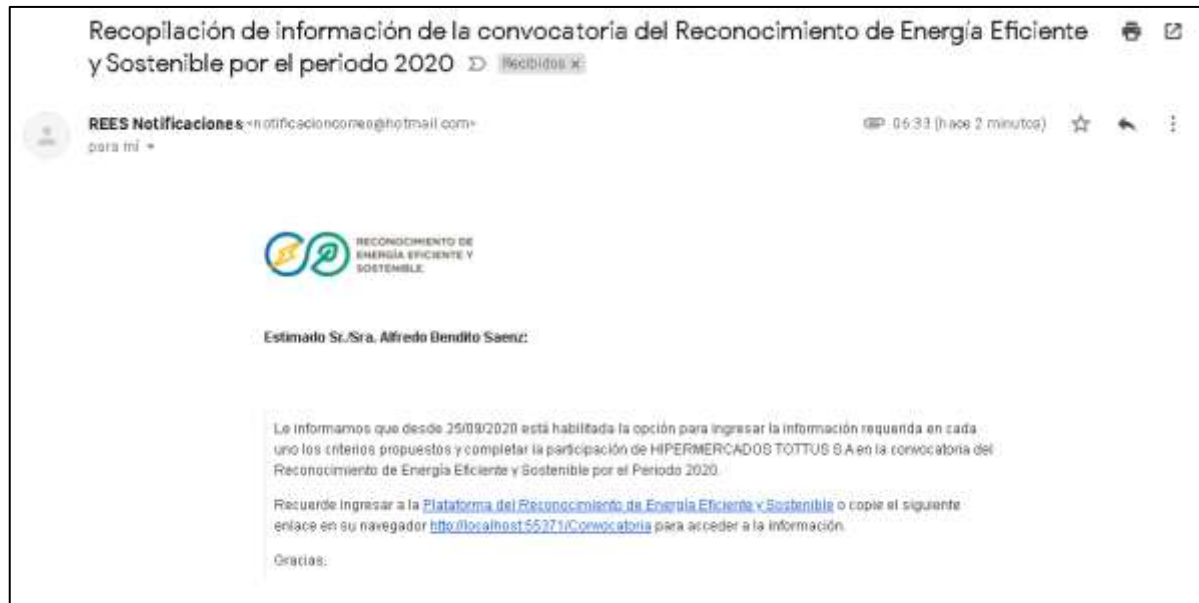 Recopilación de información de la convocatoria del Reconocimiento de Energía Eficiente
y Sostenible por el periodo 2020 Recibidos x
REES Notificaciones <notificacioncorreo@hotmail.com>
06:33 (hace 2 minutos)
para mí
RECONOCIMIENTO DE
ENERGÍA EFICIENTE Y
SOSTENIBLE
Estimado Sr./Sra. Alfredo Bendito Saenz:
Le informamos que desde 25/09/2020 está habilitada la opción para ingresar la información requerida en cada
uno los criterios propuestos y completar la participación de HIPERMERCADOS TOTTUS S A en la convocatoria del
Reconocimiento de Energía Eficiente y Sostenible por el Periodo 2020.
Recuerde ingresar a la Plataforma del Reconocimiento de Energía Eficiente y Sostenible o copie el siguiente
enlace en su navegador http://localhost:55371/Convocatoria para acceder a la información.
Gracias.